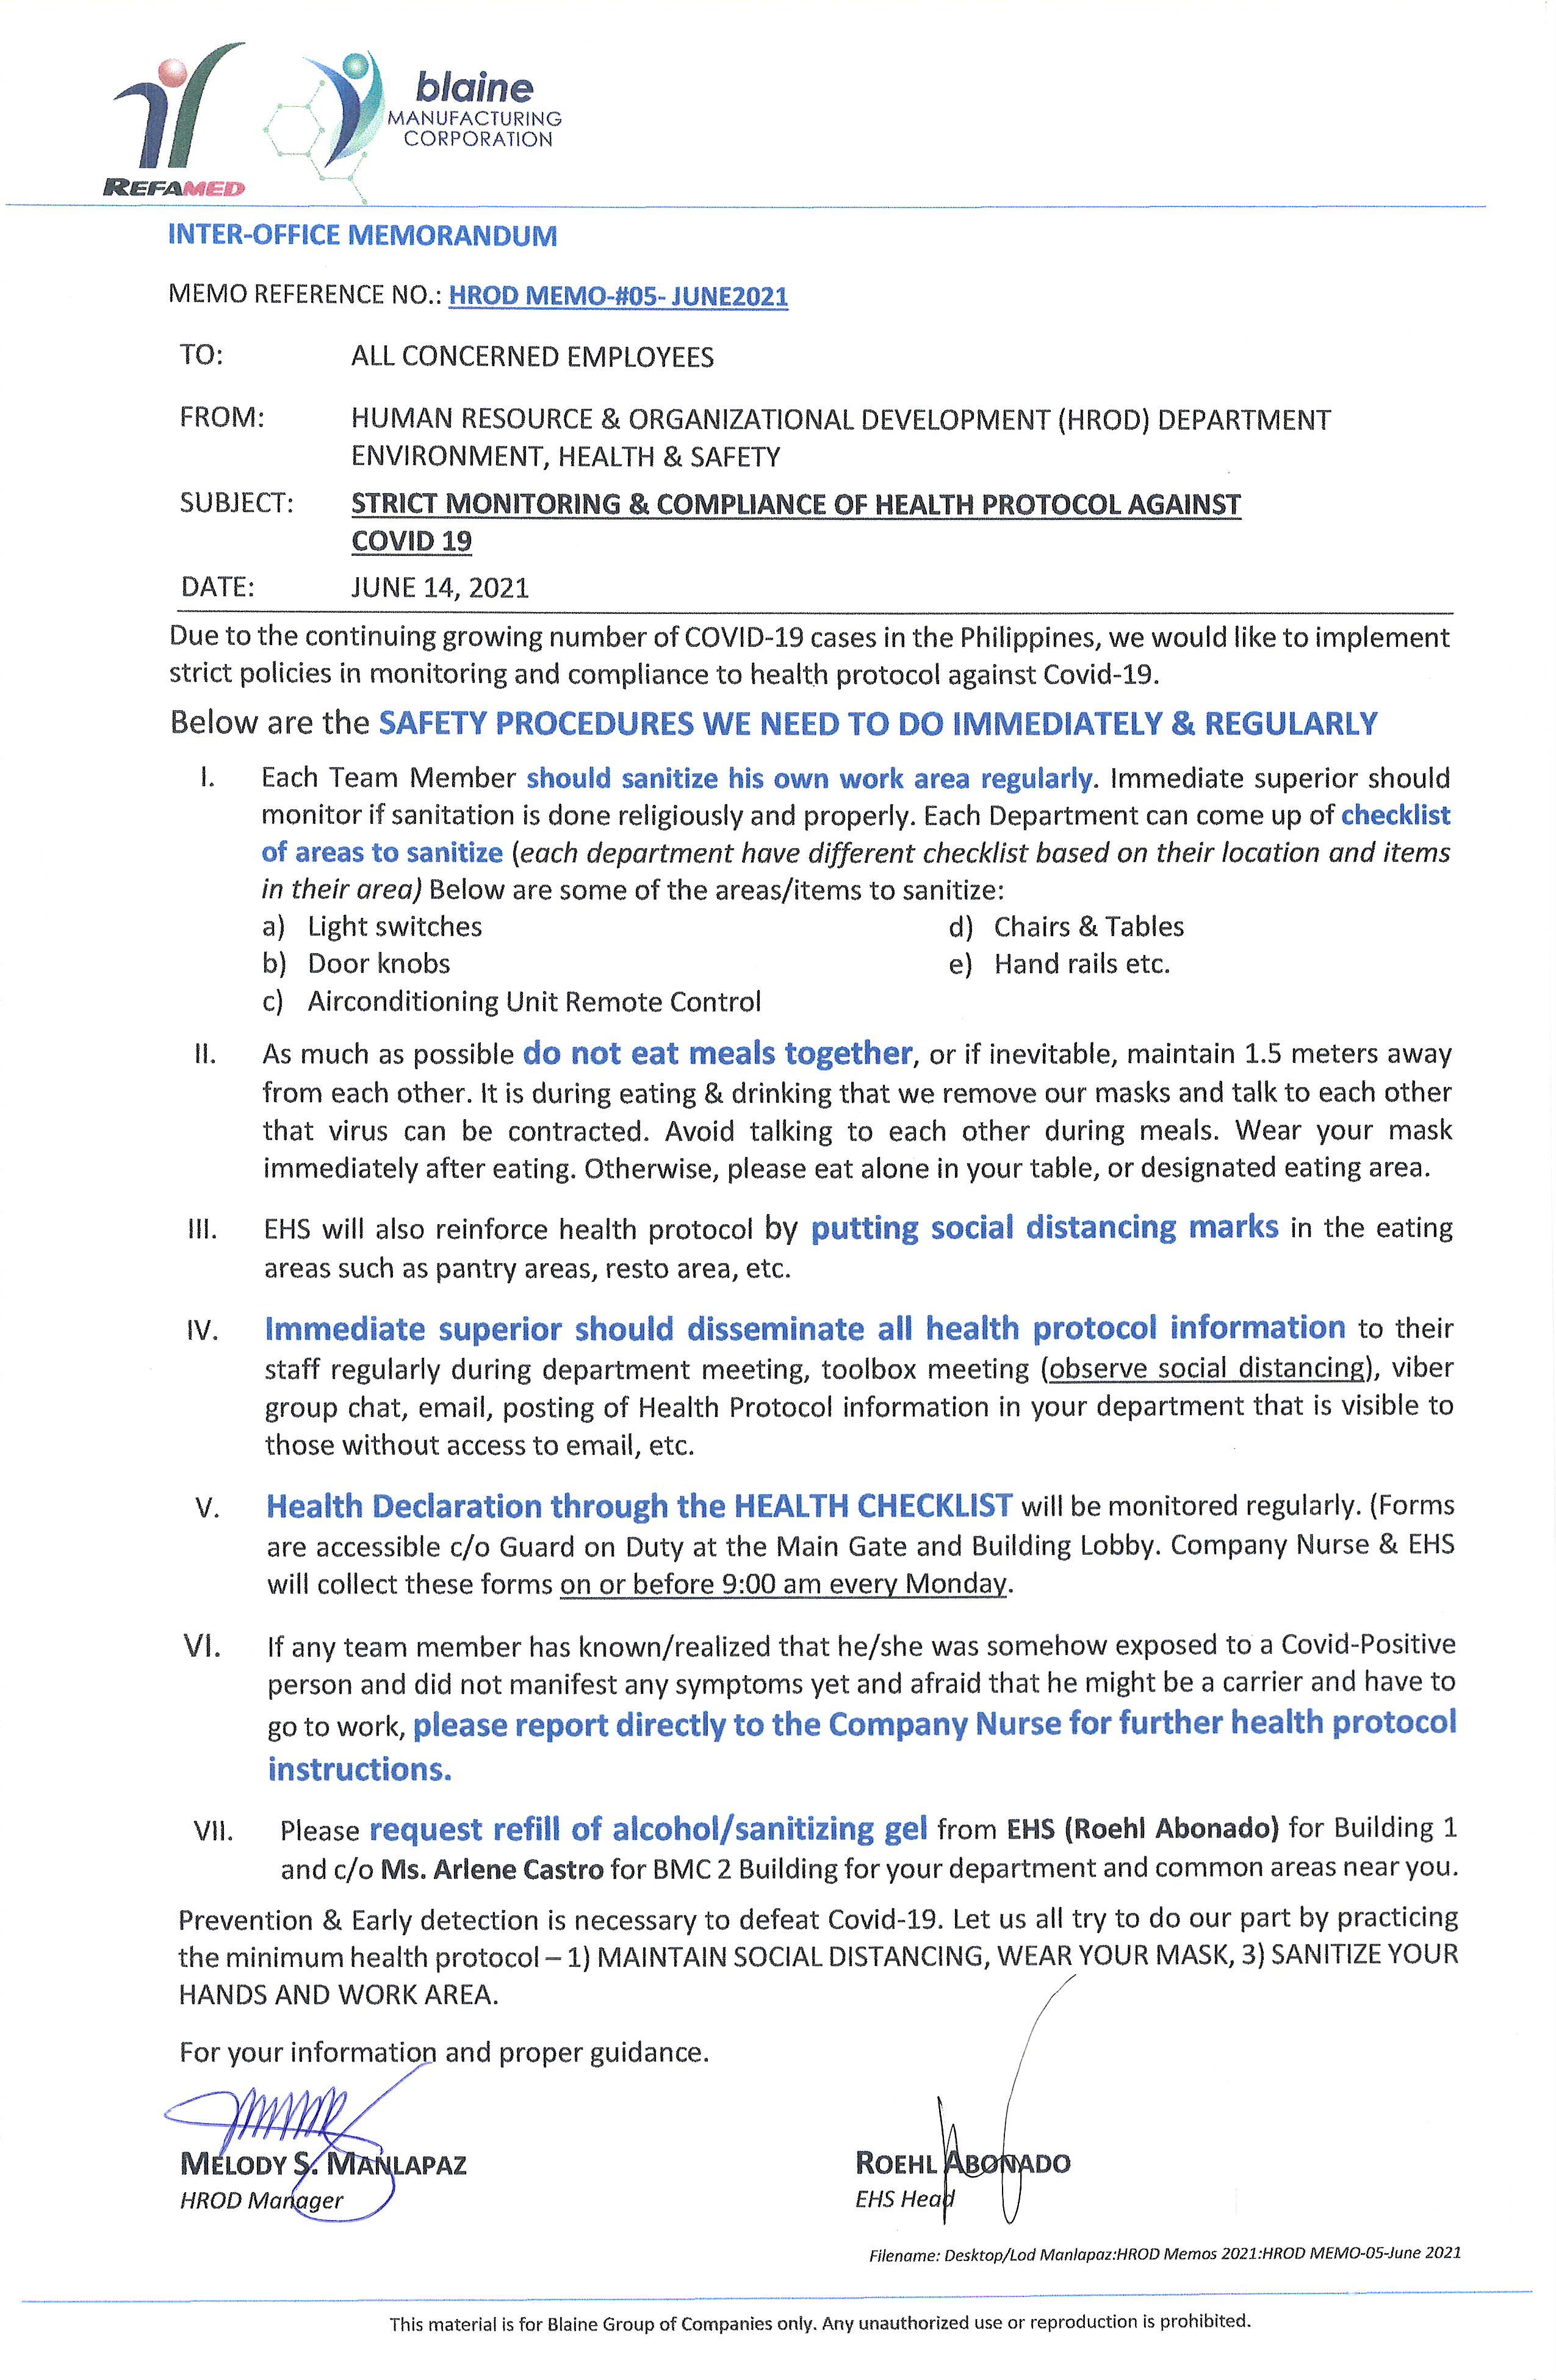 REFAMED
blaine
MANUFACTURING
CORPORATION
INTER-OFFICE MEMORANDUM
MEMO REFERENCE NO.: HROD MEMO-#05- JUNE2021
TO: ALL CONCERNED EMPLOYEES
FROM: HUMAN RESOURCE & ORGANIZATIONAL DEVELOPMENT (HROD) DEPARTMENT
ENVIRONMENT, HEALTH & SAFETY
SUBJECT: STRICT MONITORING & COMPLIANCE OF HEALTH PROTOCOL AGAINST
COVID 19
DATE: JUNE 14, 2021
Due to the continuing growing number of COVID-19 cases in the Philippines, we would like to implement
strict policies in monitoring and compliance to health protocol against Covid-19.
Below are the SAFETY PROCEDURES WE NEED TO DO IMMEDIATELY & REGULARLY
I. Each Team Member should sanitize his own work area regularly. Immediate superior should
monitor if sanitation is done religiously and properly. Each Department can come up of checklist
of areas to sanitize (each department have different checklist based on their location and items
in their area) Below are some of the areas/items to sanitize:
a) Light switches d) Chairs & Tables
b) Door knobs e) Hand rails etc.
c) Airconditioning Unit Remote Control
II. As much as possible do not eat meals together, or if inevitable, maintain 1.5 meters away
from each other. It is during eating & drinking that we remove our masks and talk to each other
that virus can be contracted. Avoid talking to each other during meals. Wear your mask
immediately after eating. Otherwise, please eat alone in your table, or designated eating area.
III. EHS will also reinforce health protocol by putting social distancing marks in the eating
areas such as pantry areas, resto area, etc.
IV. Immediate superior should disseminate all health protocol information to their
staff regularly during department meeting, toolbox meeting (observe social distancing), viber
group chat, email, posting of Health Protocol information in your department that is visible to
those without access to email, etc.
V. Health Declaration through the HEALTH CHECKLIST will be monitored regularly. (Forms
are accessible c/o Guard on Duty at the Main Gate and Building Lobby. Company Nurse & EHS
will collect these forms on or before 9:00 am every Monday.
VI. If any team member has known/realized that he/she was somehow exposed to a Covid-Positive
person and did not manifest any symptoms yet and afraid that he might be a carrier and have to
go to work, please report directly to the Company Nurse for further health protocol
instructions.
VII. Please request refill of alcohol/sanitizing gel from EHS (Roehl Abonado) for Building 1
and c/o Ms. Arlene Castro for BMC 2 Building for your department and common areas near you.
Prevention & Early detection is necessary to defeat Covid-19. Let us all try to do our part by practicing
the minimum health protocol – 1) MAINTAIN SOCIAL DISTANCING, WEAR YOUR MASK, 3) SANITIZE YOUR
HANDS AND WORK AREA.
For your information and proper guidance.
MELODY S. MANLAPAZ ROEHL ABONADO
HROD Manager EHS Head
Filename: Desktop/Lod Manlapaz:HROD Memos 2021:HROD MEMO-05-June 2021
This material is for Blaine Group of Companies only. Any unauthorized use or reproduction is prohibited.